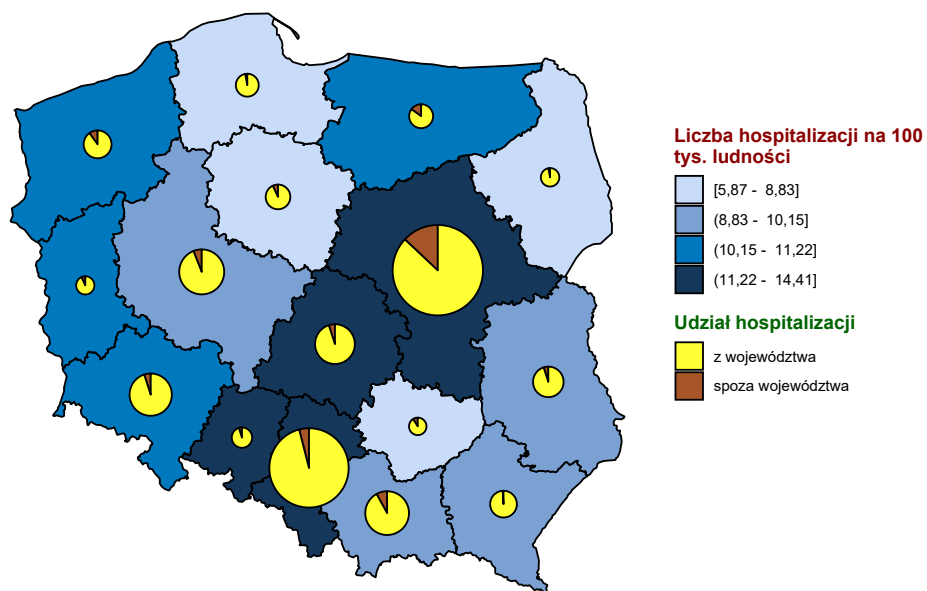 Liczba hospitalizacji na 100
tys. ludności
[5,87 - 8,83]
(8,83 - 10,15]
(10,15 - 11,22]
(11,22 - 14,41]
Udział hospitalizacji
z województwa
spoza województwa